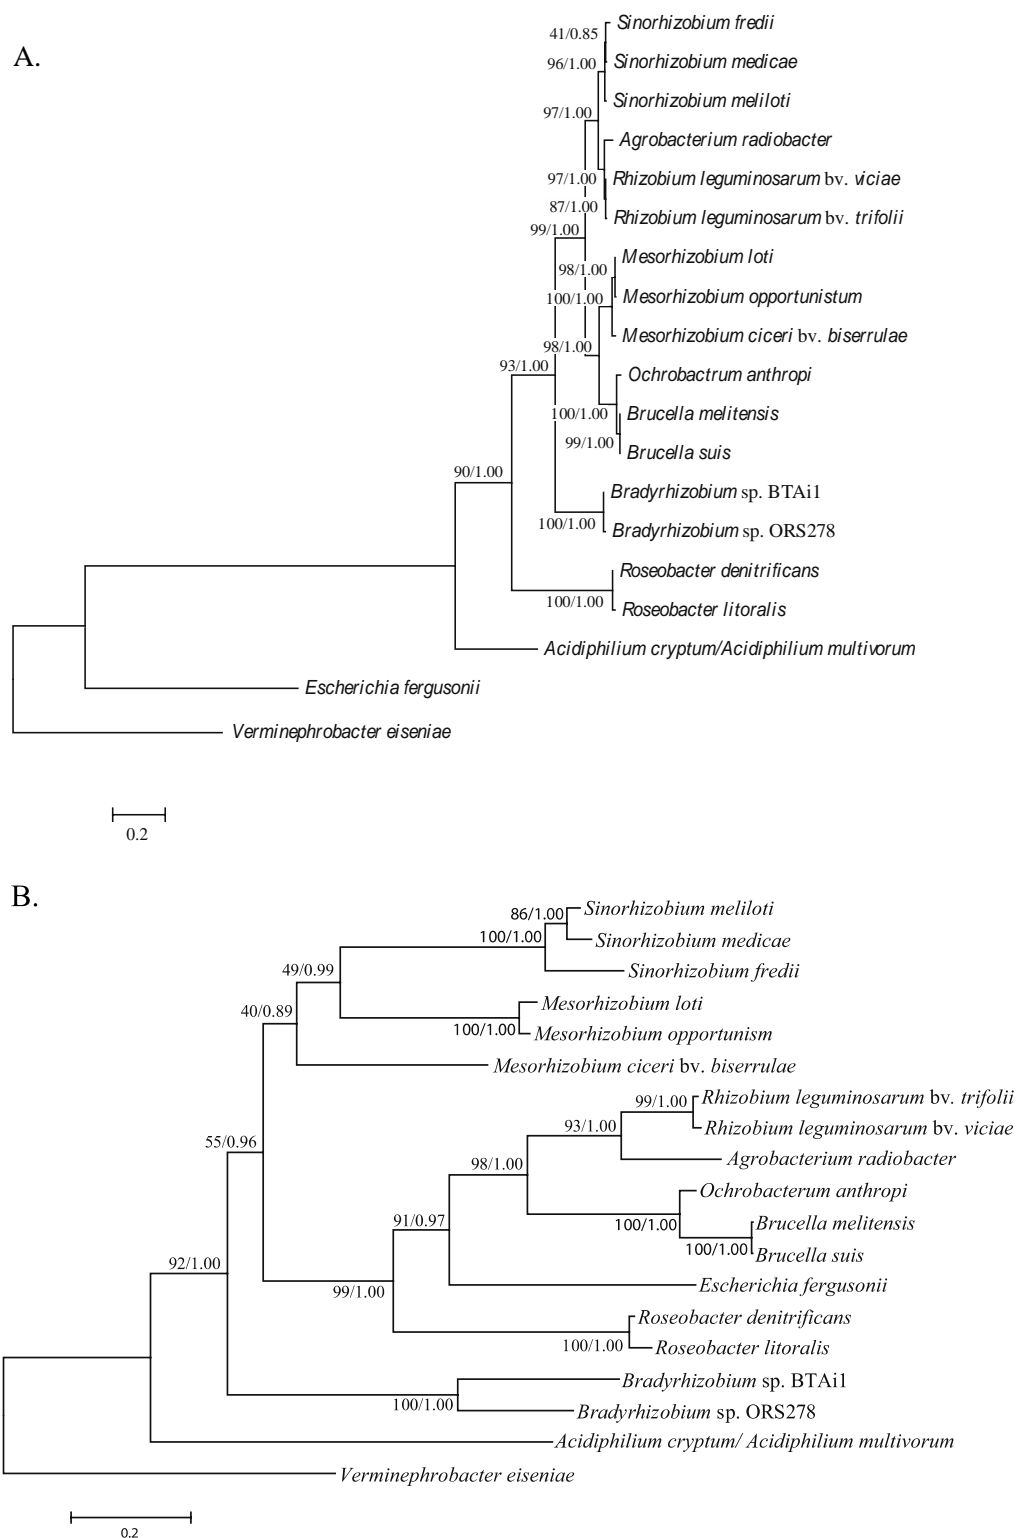 A.
Sinorhizobium fredii
41/0.85
96/1.00
Sinorhizobium medicae
Sinorhizobium meliloti
97/1.00
Agrobacterium radiobacter
97/1.00
Rhizobium leguminosarum bv. viciae
87/1.00
Rhizobium leguminosarum bv. trifolii
99/1.00
Mesorhizobium loti
98/1.00
Mesorhizobium opportunistum
100/1.00
Mesorhizobium ciceri bv. biserrulae
98/1.00
93/1.00
Ochrobactrum anthropi
100/1.00
Brucella melitensis
99/1.00
Brucella suis
90/1.00
Bradyrhizobium sp. BTAi1
100/1.00
Bradyrhizobium sp. ORS278
Roseobacter denitrificans
100/1.00
Roseobacter litoralis
Acidiphilium cryptum/Acidiphilium multivorum
Escherichia fergusonii
Verminephrobacter eiseniae
0.2
B.
86/1.00
Sinorhizobium meliloti
100/1.00
Sinorhizobium medicae
49/0.99
Sinorhizobium fredii
40/0.89
Mesorhizobium loti
100/1.00
Mesorhizobium opportunism
Mesorhizobium ciceri bv. biserrulae
99/1.00
Rhizobium leguminosarum bv. trifolii
93/1.00
Rhizobium leguminosarum bv. viciae
55/0.96
Agrobacterium radiobacter
98/1.00
Ochrobacterum anthropi
91/0.97
100/1.00
Brucella melitensis
100/1.00
Brucella suis
92/1.00
99/1.00
Escherichia fergusonii
Roseobacter denitrificans
100/1.00
Roseobacter litoralis
Bradyrhizobium sp. BTAi1
100/1.00
Bradyrhizobium sp. ORS278
Acidiphilium cryptum/ Acidiphilium multivorum
Verminephrobacter eiseniae
0.2